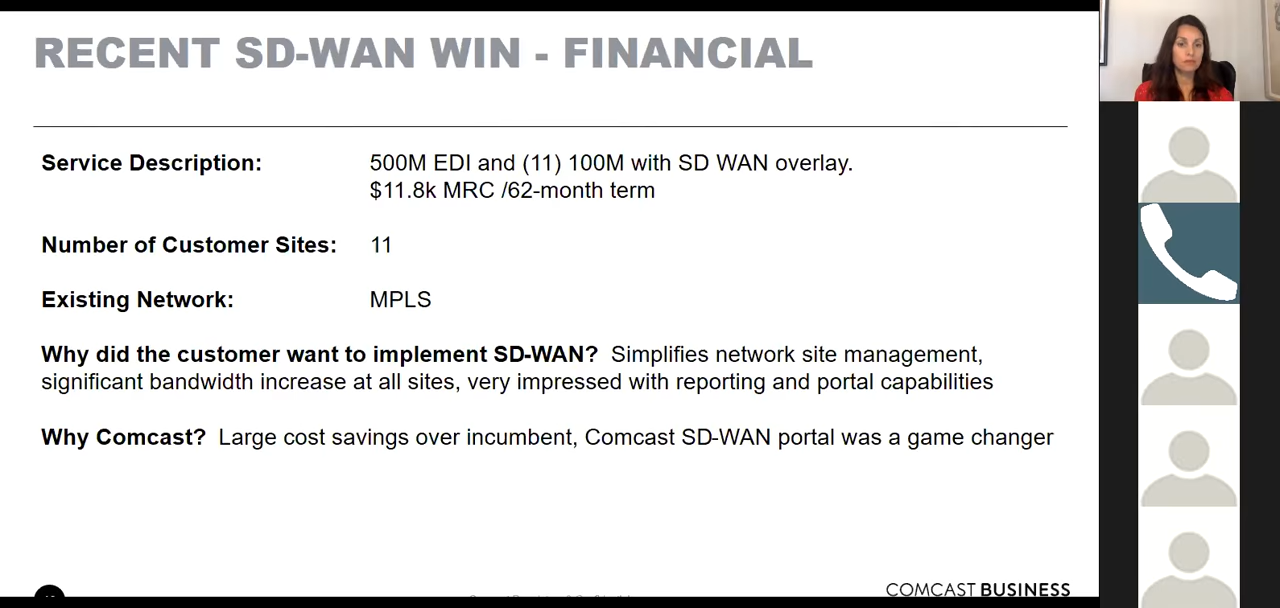 RECENT SD-WAN WIN - FINANCIAL
Service Description: 500M EDI and (11) 100M with SD WAN overlay.
$11.8k MRC /62-month term
Number of Customer Sites: 11
Existing Network: MPLS
Why did the customer want to implement SD-WAN? Simplifies network site management,
significant bandwidth increase at all sites, very impressed with reporting and portal capabilities
Why Comcast? Large cost savings over incumbent, Comcast SD-WAN portal was a game changer
COMCAST BUSINESS